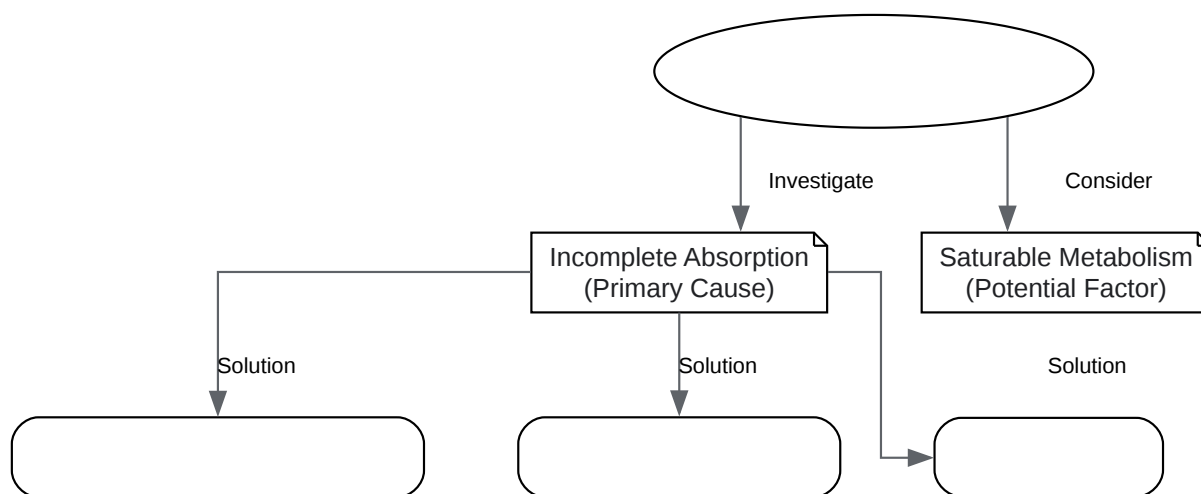 Investigate
Consider
Incomplete Absorption
(Primary Cause)
Saturable Metabolism
(Potential Factor)
Solution
Solution
Solution